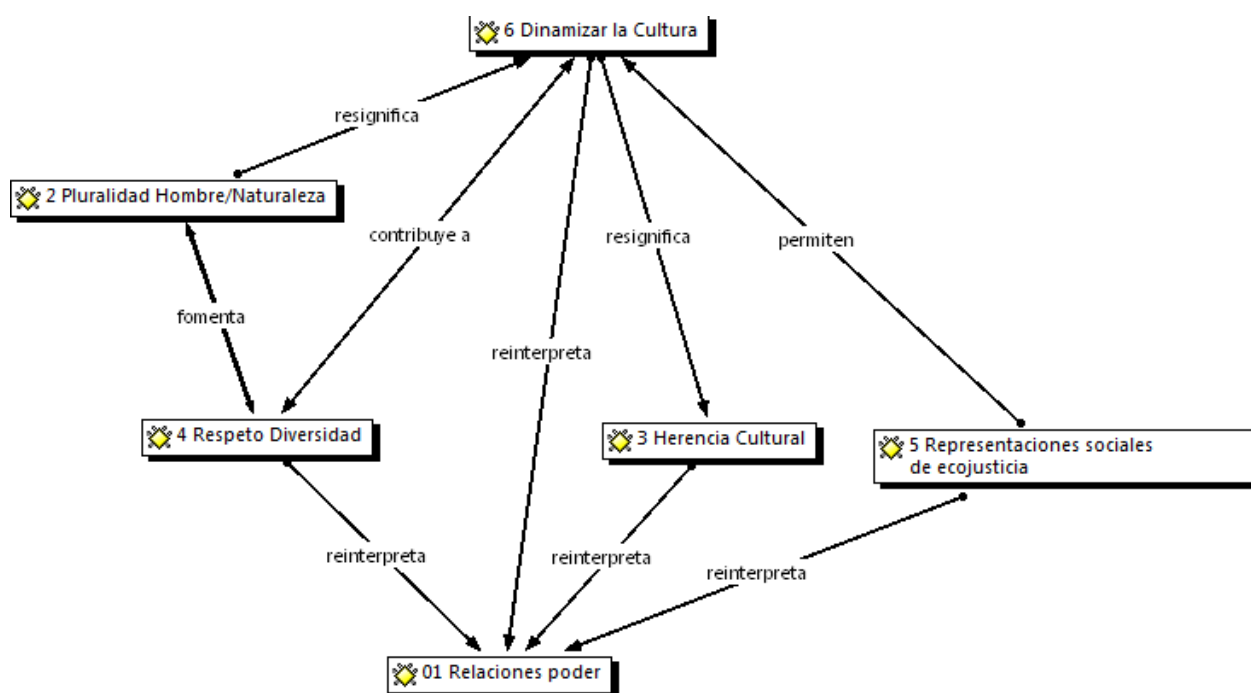 6 Dinamizar la Cultura
resignifica
2 Pluralidad Hombre/Naturaleza
contribuye a
resignifica
permiten
fomenta
reinterpreta
4 Respeto Diversidad
3 Herencia Cultural
5 Representaciones sociales
de ecojusticia
reinterpreta
reinterpreta
reinterpreta
01 Relaciones poder